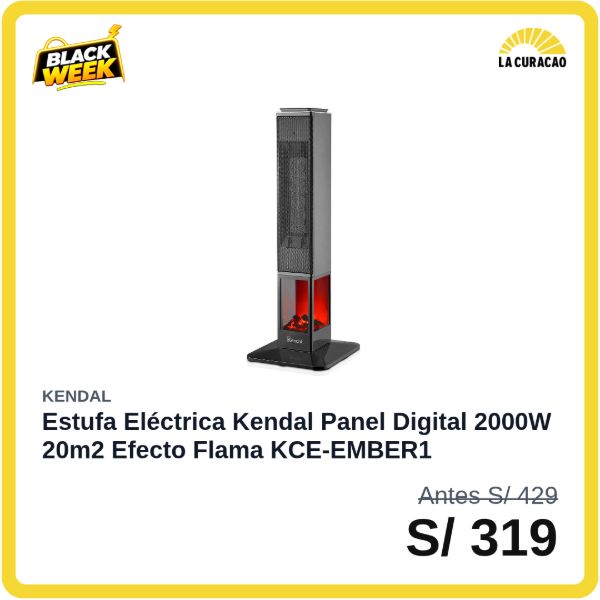 BLACK
WEEK
LA CURACAO
Kendal
KENDAL
Estufa Eléctrica Kendal Panel Digital 2000W
20m2 Efecto Flama KCE-EMBER1
Antes S/ 429
S/ 319